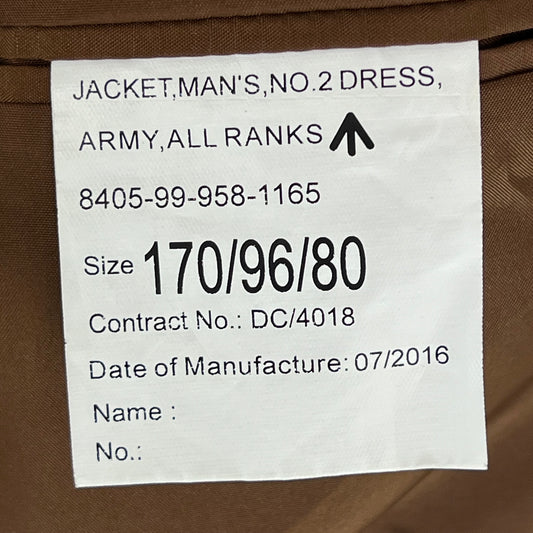 JACKET,MAN'S,NO.2 DRESS,
ARMY,ALL RANKS
8405-99-958-1165
Size 170/96/80
Contract No.: DC/4018
Date of Manufacture: 07/2016
Name :
No.: